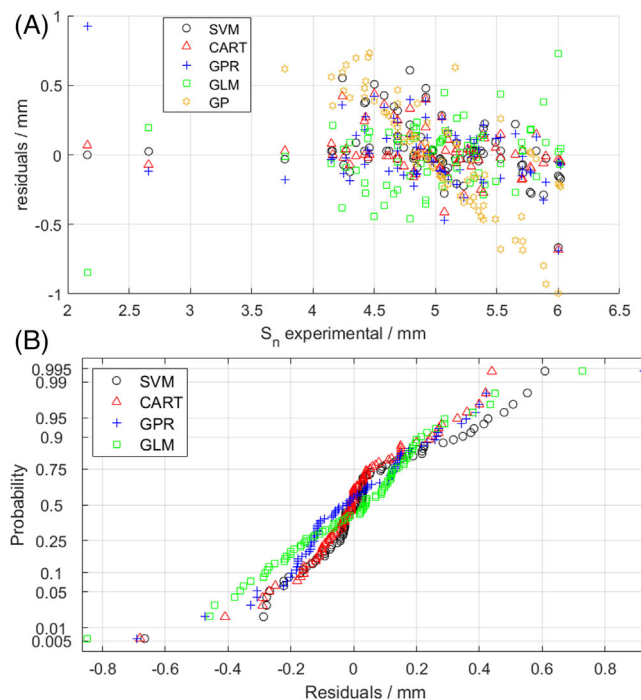 (A)
1
0.5
0
-0.5
-1
residuals / mm
SVM
CART
GPR
GLM
GP
2 2.5 3 3.5 4 4.5 5 5.5 6 6.5
Sn experimental / mm
(B)
0.995
0.99
0.95
0.9
0.75
0.5
0.25
0.1
0.05
0.01
0.005
Probability
SVM
CART
GPR
GLM
-0.8 -0.6 -0.4 -0.2 0 0.2 0.4 0.6 0.8
Residuals / mm